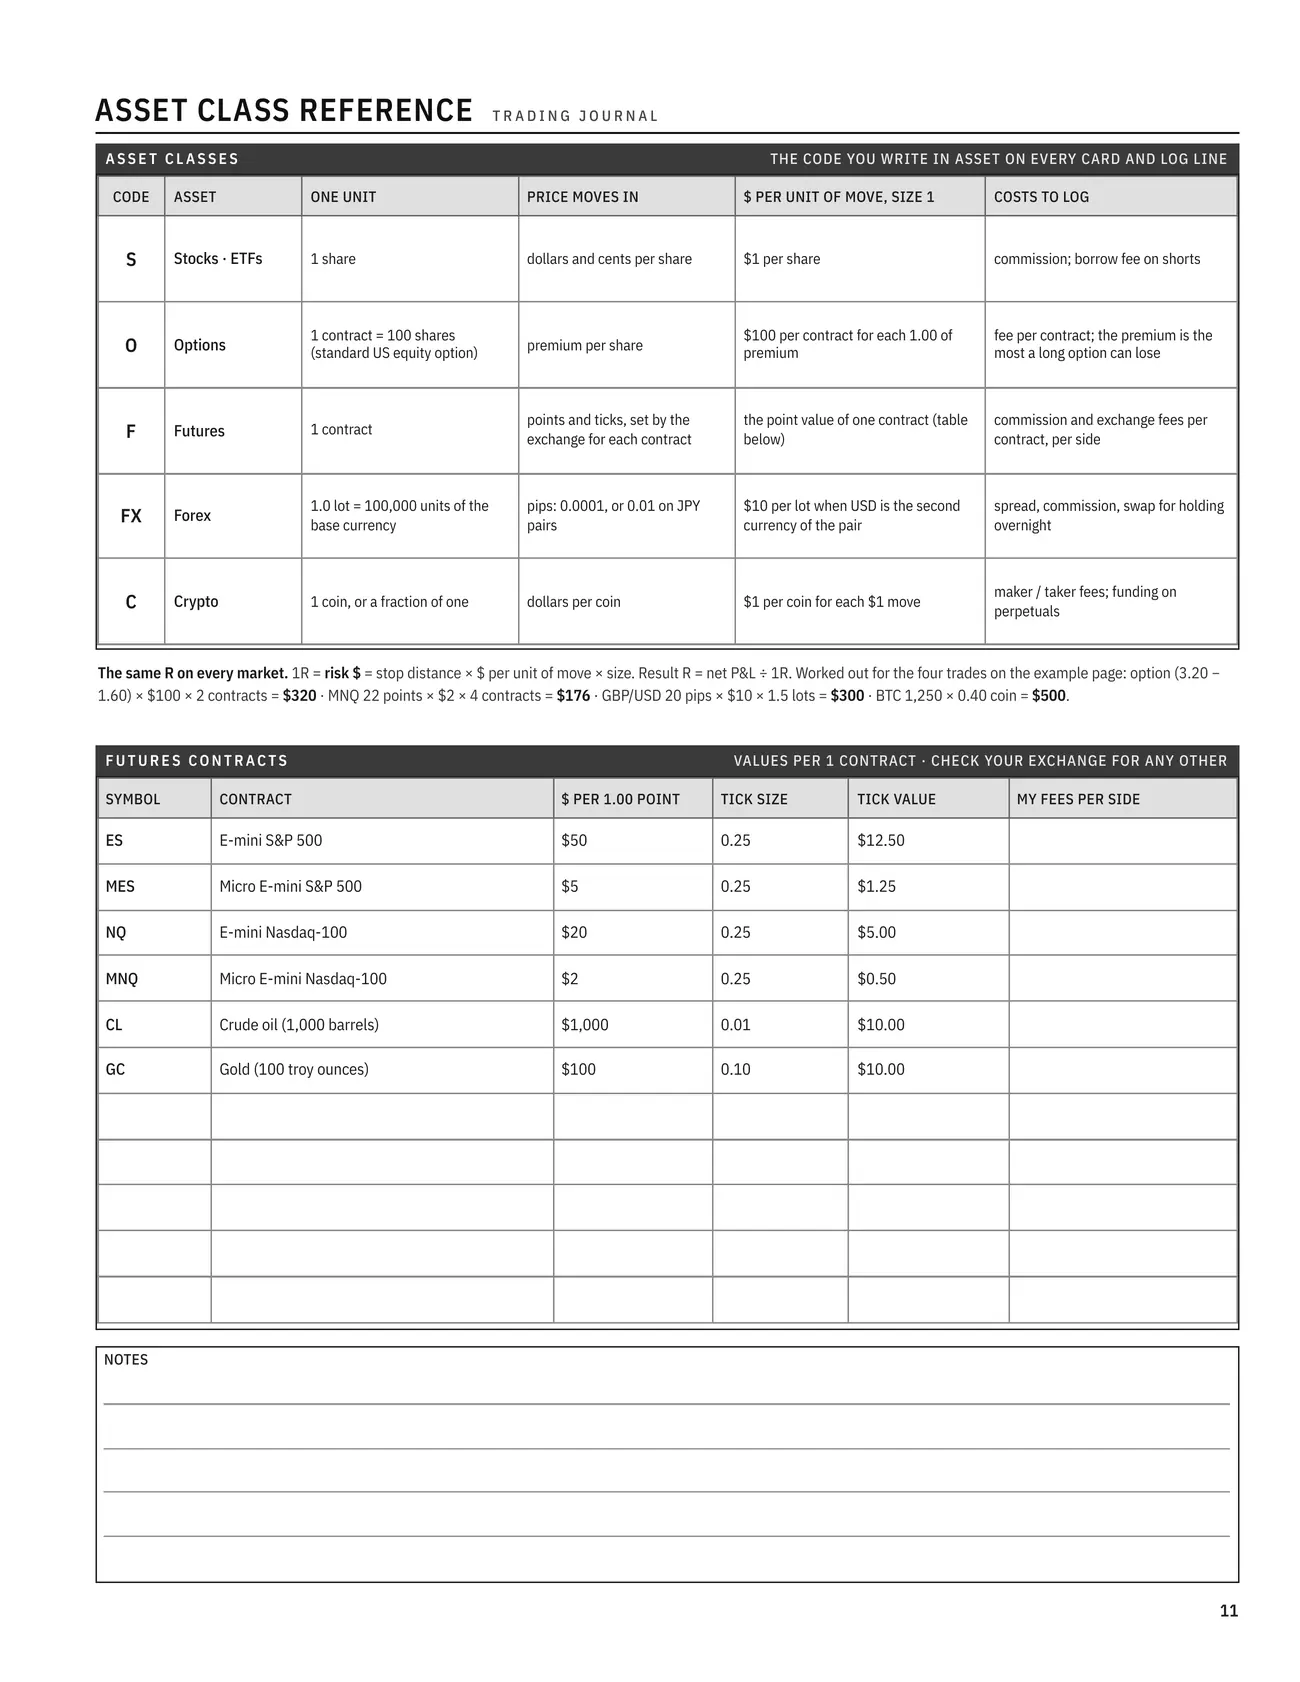 ASSET CLASS REFERENCE TRADING JOURNAL
ASSET CLASSES THE CODE YOU WRITE IN ASSET ON EVERY CARD AND LOG LINE
CODE ASSET ONE UNIT PRICE MOVES IN $ PER UNIT OF MOVE, SIZE 1 COSTS TO LOG
S Stocks · ETFs 1 share dollars and cents per share $1 per share commission; borrow fee on shorts
O Options 1 contract = 100 shares (standard US equity option) premium per share $100 per contract for each 1.00 of premium fee per contract; the premium is the most a long option can lose
F Futures 1 contract points and ticks, set by the exchange for each contract the point value of one contract (table below) commission and exchange fees per contract, per side
FX Forex 1.0 lot = 100,000 units of the base currency pips: 0.0001, or 0.01 on JPY pairs $10 per lot when USD is the second currency of the pair spread, commission, swap for holding overnight
C Crypto 1 coin, or a fraction of one dollars per coin $1 per coin for each $1 move maker / taker fees; funding on perpetuals
The same R on every market. 1R = risk $ = stop distance × $ per unit of move × size. Result R = net P&L ÷ 1R. Worked out for the four trades on the example page: option (3.20 –
1.60) × $100 × 2 contracts = $320 · MNQ 22 points × $2 × 4 contracts = $176 · GBP/USD 20 pips × $10 × 1.5 lots = $300 · BTC 1,250 × 0.40 coin = $500.
FUTURES CONTRACTS VALUES PER 1 CONTRACT · CHECK YOUR EXCHANGE FOR ANY OTHER
SYMBOL CONTRACT $ PER 1.00 POINT TICK SIZE TICK VALUE MY FEES PER SIDE
ES E-mini S&P 500 $50 0.25 $12.50
MES Micro E-mini S&P 500 $5 0.25 $1.25
NQ E-mini Nasdaq-100 $20 0.25 $5.00
MNQ Micro E-mini Nasdaq-100 $2 0.25 $0.50
CL Crude oil (1,000 barrels) $1,000 0.01 $10.00
GC Gold (100 troy ounces) $100 0.10 $10.00
NOTES
11